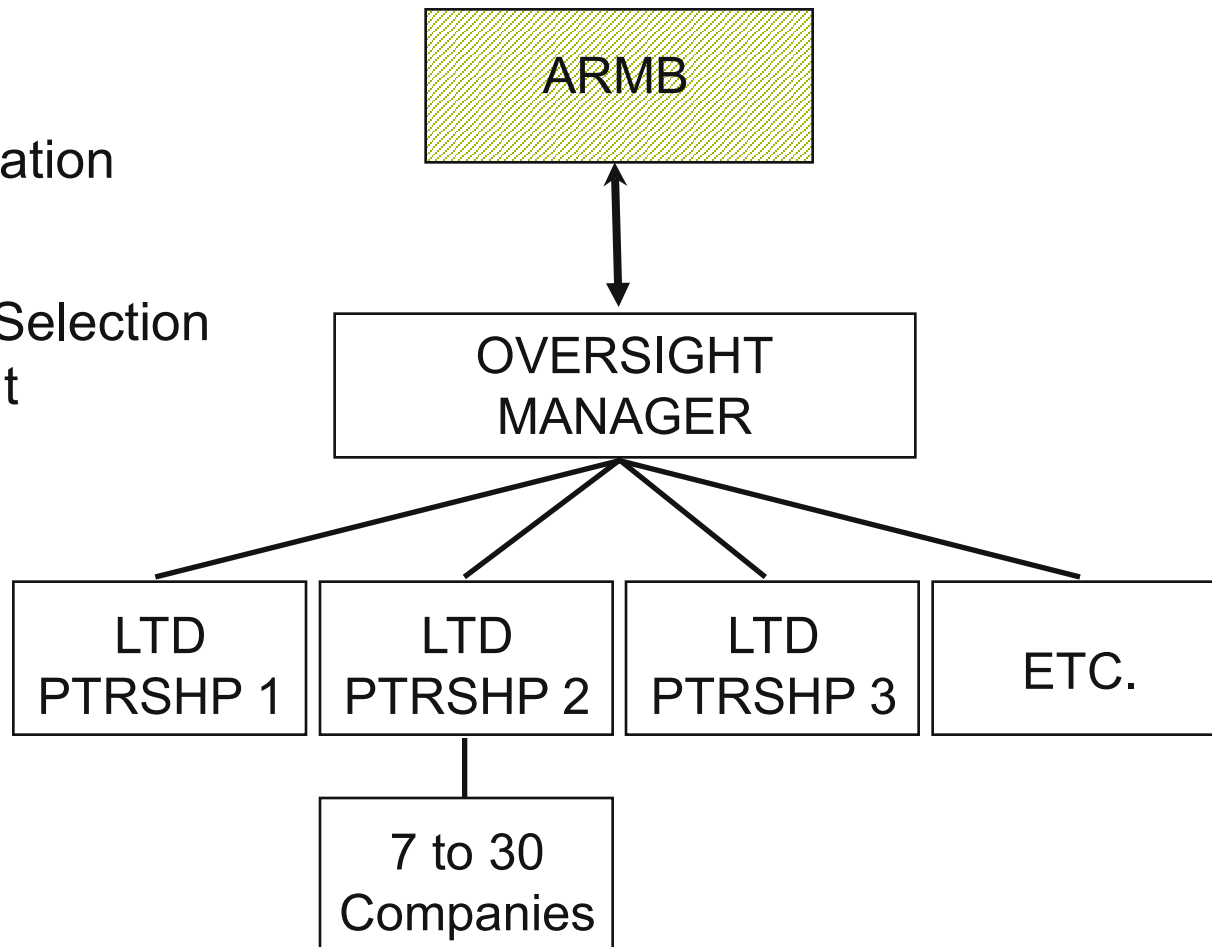 ARMB
ation
Selection
t
OVERSIGHT
MANAGER
LTD
PTRSHP 1
LTD
PTRSHP 2
LTD
PTRSHP 3
ETC.
7 to 30
Companies